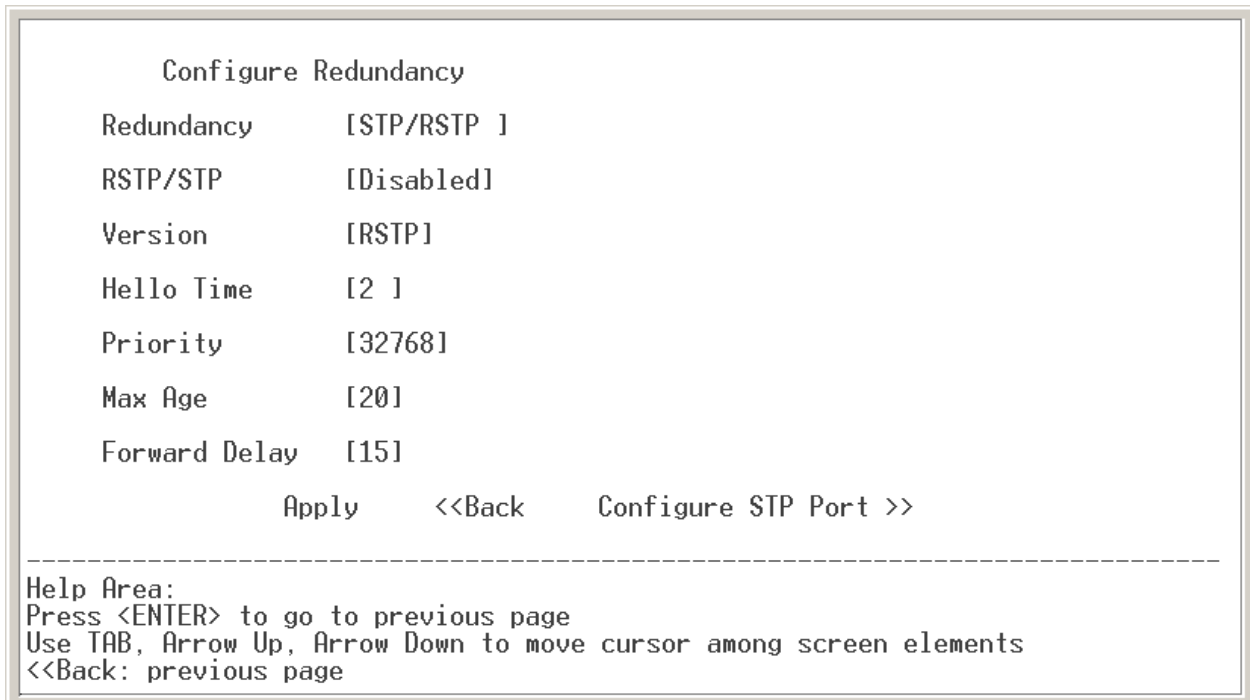 Configure Redundancy
Redundancy [STP/RSTP ]
RSTP/STP [Disabled]
Version [RSTP]
Hello Time [2 ]
Priority [32768]
Max Age [20]
Forward Delay [15]
Apply <<Back Configure STP Port >>
--------------------------------------------------------------------------------
Help Area:
Press <ENTER> to go to previous page
Use TAB, Arrow Up, Arrow Down to move cursor among screen elements
<<Back: previous page